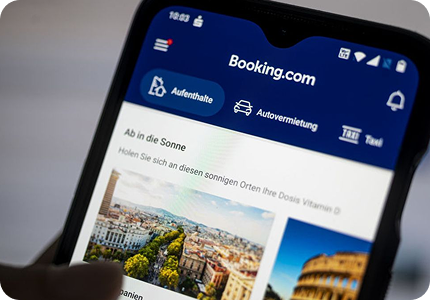 10:03
Booking.com
Aufenthalte
Autovermietung
TAXI
Taxi
Ab in die Sonne
Holen Sie sich an diesen sonnigen Orten Ihre Dosis Vitamin D
panien